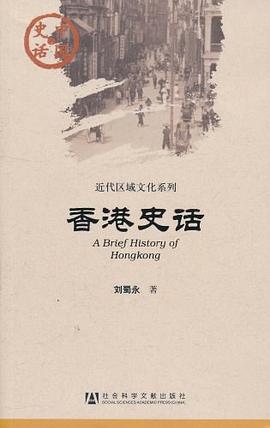 中国
史话
近代区域文化系列
香港史话
A Brief History of
Hongkong
刘蜀永 著
社会科学文献出版社
SOCIAL SCIENCES ACADEMIC PRESS (CHINA)